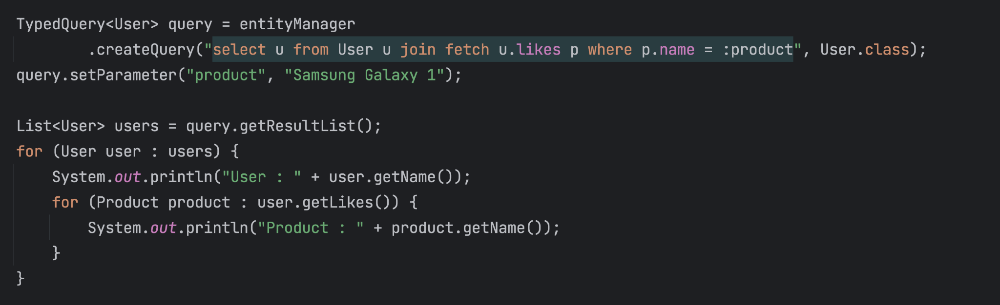 TypedQuery<User> query = entityManager
        .createQuery("select u from User u join fetch u.likes p where p.name = :product", User.class);
query.setParameter("product", "Samsung Galaxy 1");

List<User> users = query.getResultList();
for (User user : users) {
    System.out.println("User : " + user.getName());
    for (Product product : user.getLikes()) {
        System.out.println("Product : " + product.getName());
    }
}